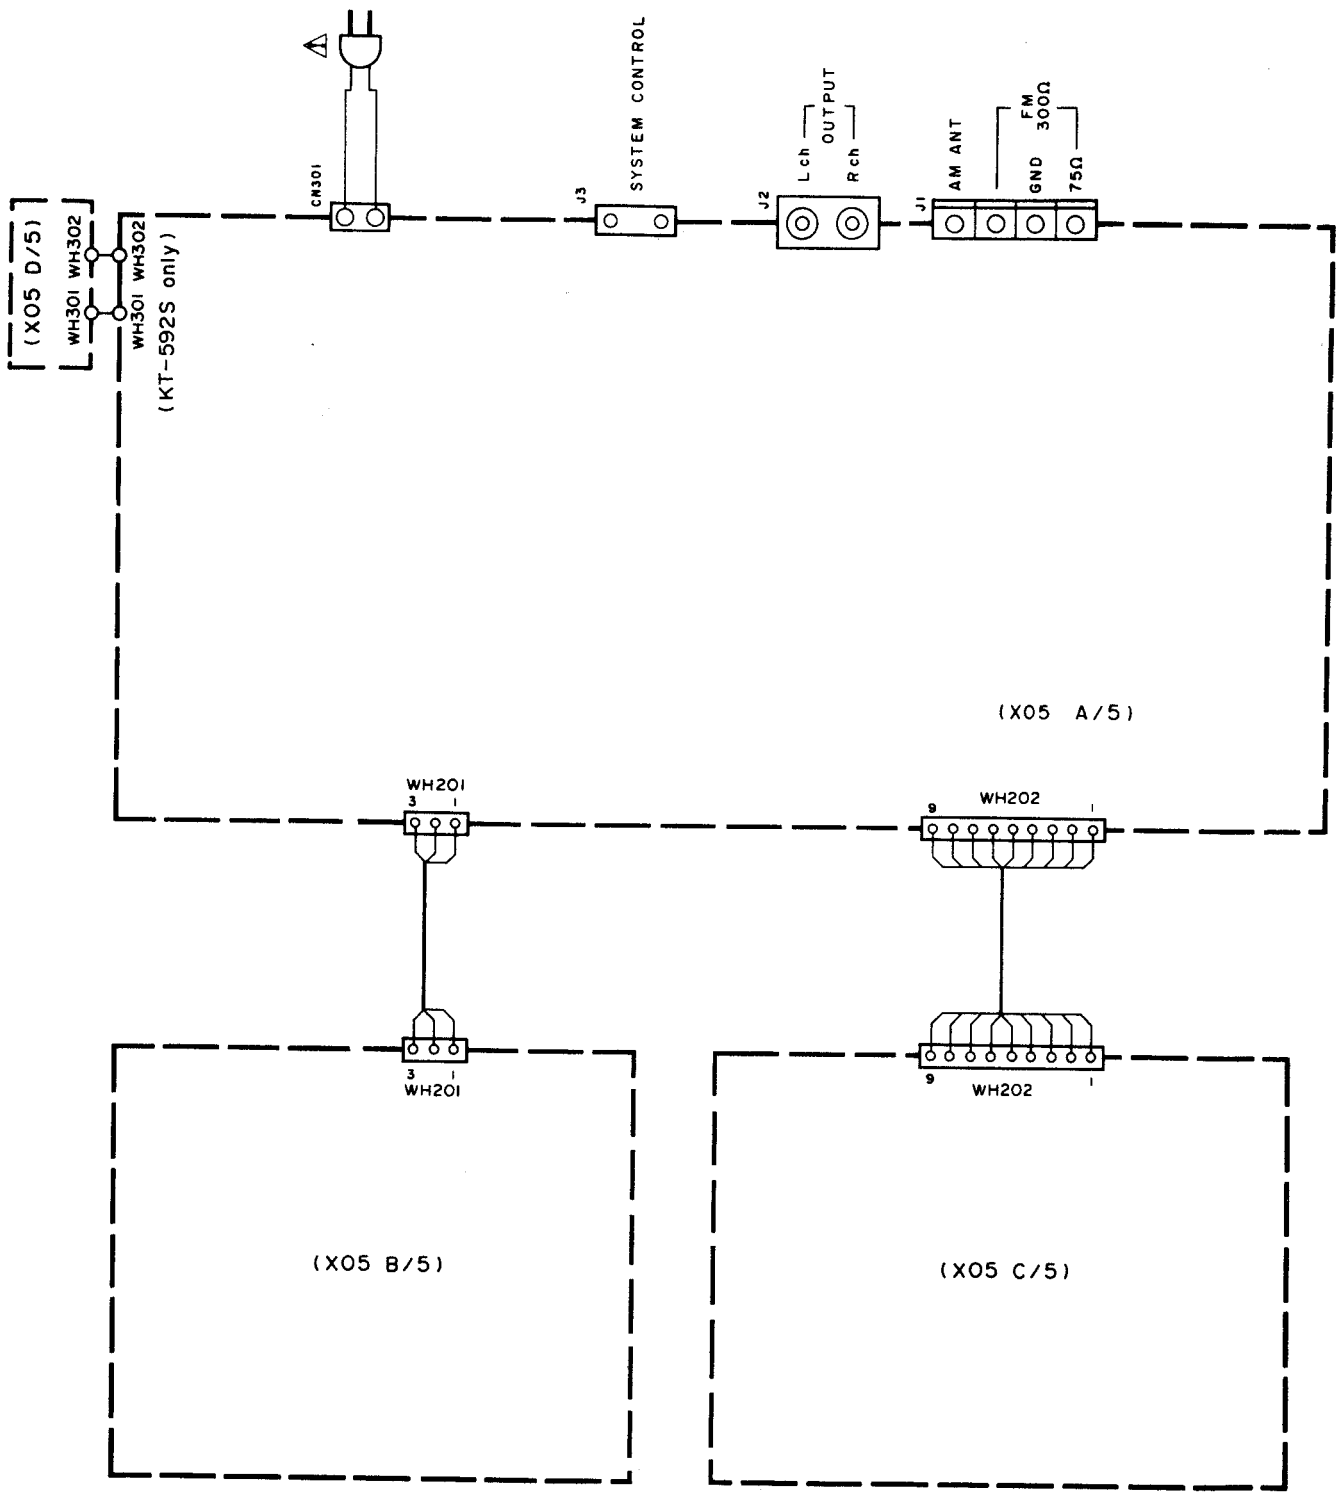 SYSTEM CONTROL
Lch
OUTPUT
Rch
AM ANT
FM
300Ω
GND
75Ω
CN301
J3
J2
J1
(X05 D/5)
WH301 WH302
WH301 WH302
(KT-592S only)
(X05 A/5)
WH201
3 1
WH202
9 1
3 1
WH201
9 1
WH202
(X05 B/5)
(X05 C/5)